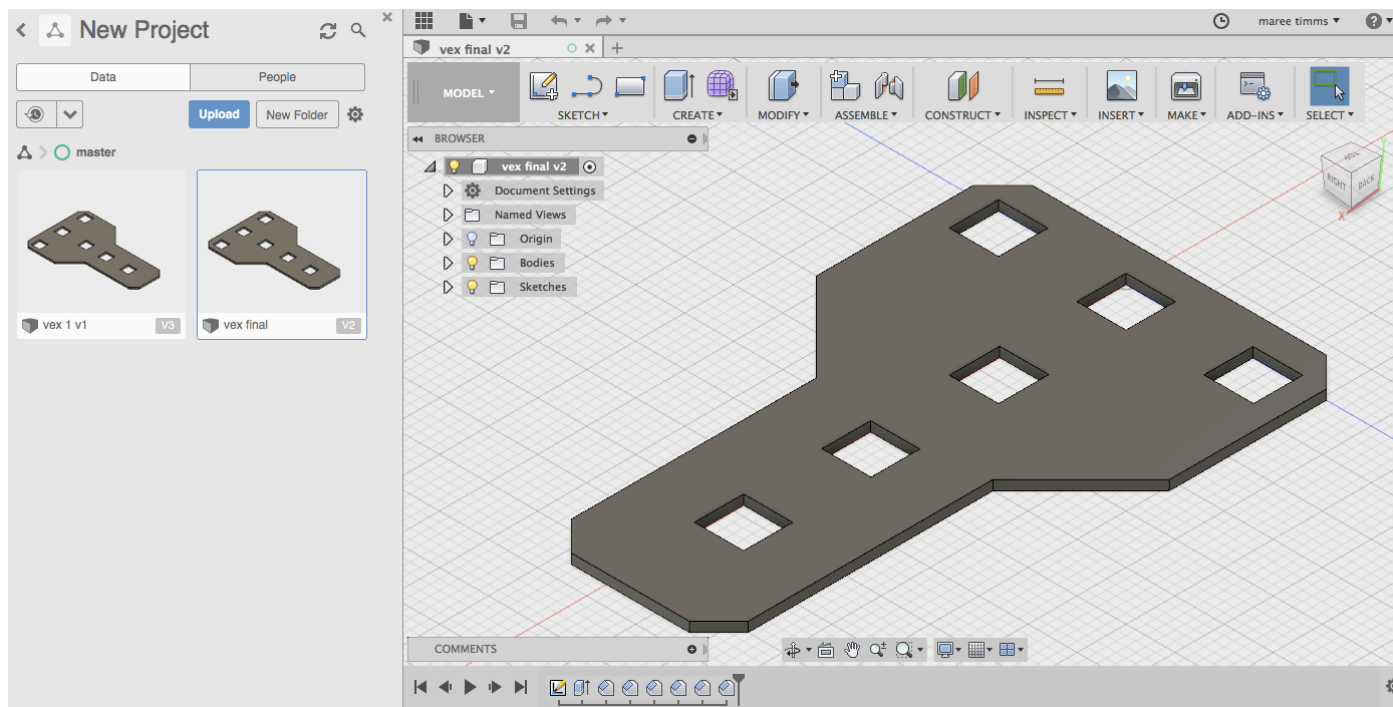 New Project
Data
People
Upload
New Folder
master
vex 1 v1
V3
vex final
V2
maree timms
vex final v2
MODEL
SKETCH
CREATE
MODIFY
ASSEMBLE
CONSTRUCT
INSPECT
INSERT
MAKE
ADD-INS
SELECT
BROWSER
vex final v2
Document Settings
Named Views
Origin
Bodies
Sketches
TOP
RIGHT
BACK
X
Y
COMMENTS